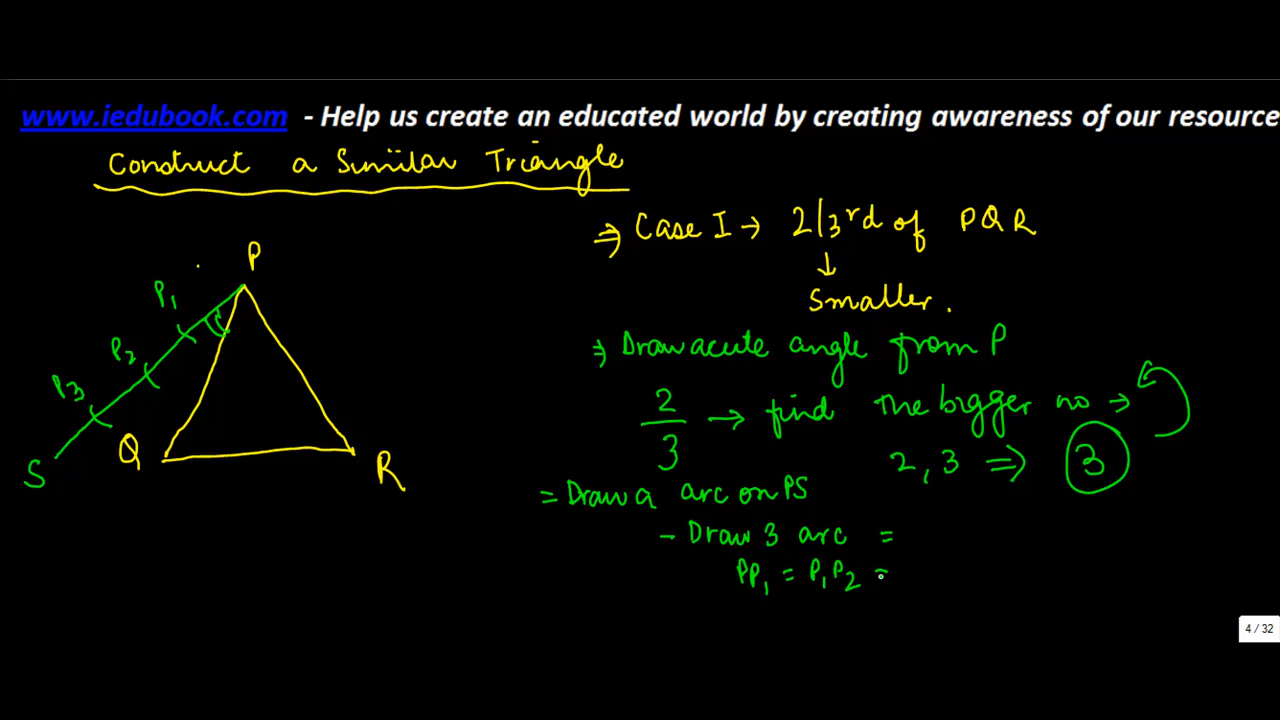 www.iedubook.com - Help us create an educated world by creating awareness of our resource
Construct a Similar Triangle
⇒ Case I → 2/3rd of PQR
↓
Smaller.
P
P1
P2
P3
Q
R
S
⇒ Draw acute angle from P
2/3 → find the bigger no →
2, 3 ⇒ 3
= Draw a arc on PS
- Draw 3 arc =
PP1 = P1P2 =
4 / 32